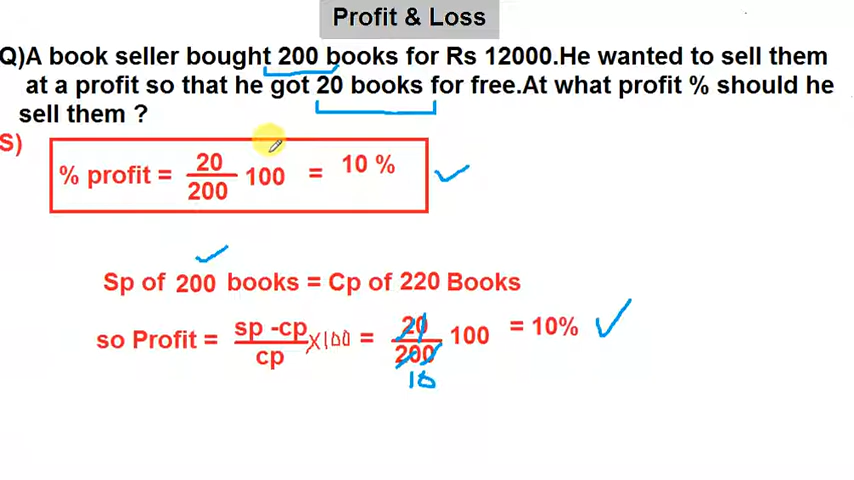 Profit & Loss
Q)A book seller bought 200 books for Rs 12000.He wanted to sell them
at a profit so that he got 20 books for free.At what profit % should he
sell them ?
S)
% profit = 20/200 100 = 10 %
Sp of 200 books = Cp of 220 Books
so Profit = sp -cp/cp ×100 = 20/200 100 = 10%
10